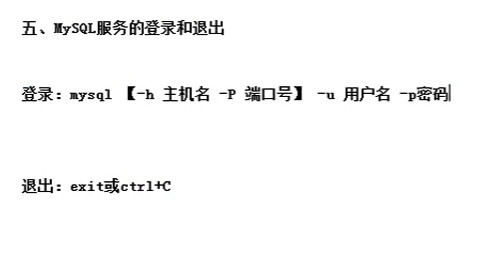 五、MySQL服务的登录和退出
登录：mysql 【-h 主机名 -P 端口号】 -u 用户名 -p密码
退出：exit或ctrl+C